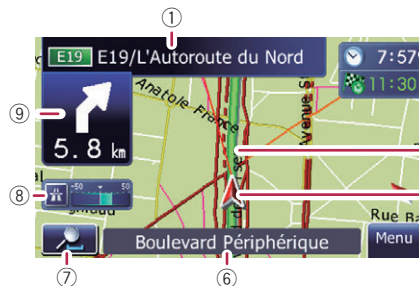 ①
E19 E19/L'Autoroute du Nord
7:57
11:30
Anatole France
⑨
5.8 km
Avenue S
⑧
-50 50
Rue Ba
Boulevard Périphérique
Menu
⑦
⑥